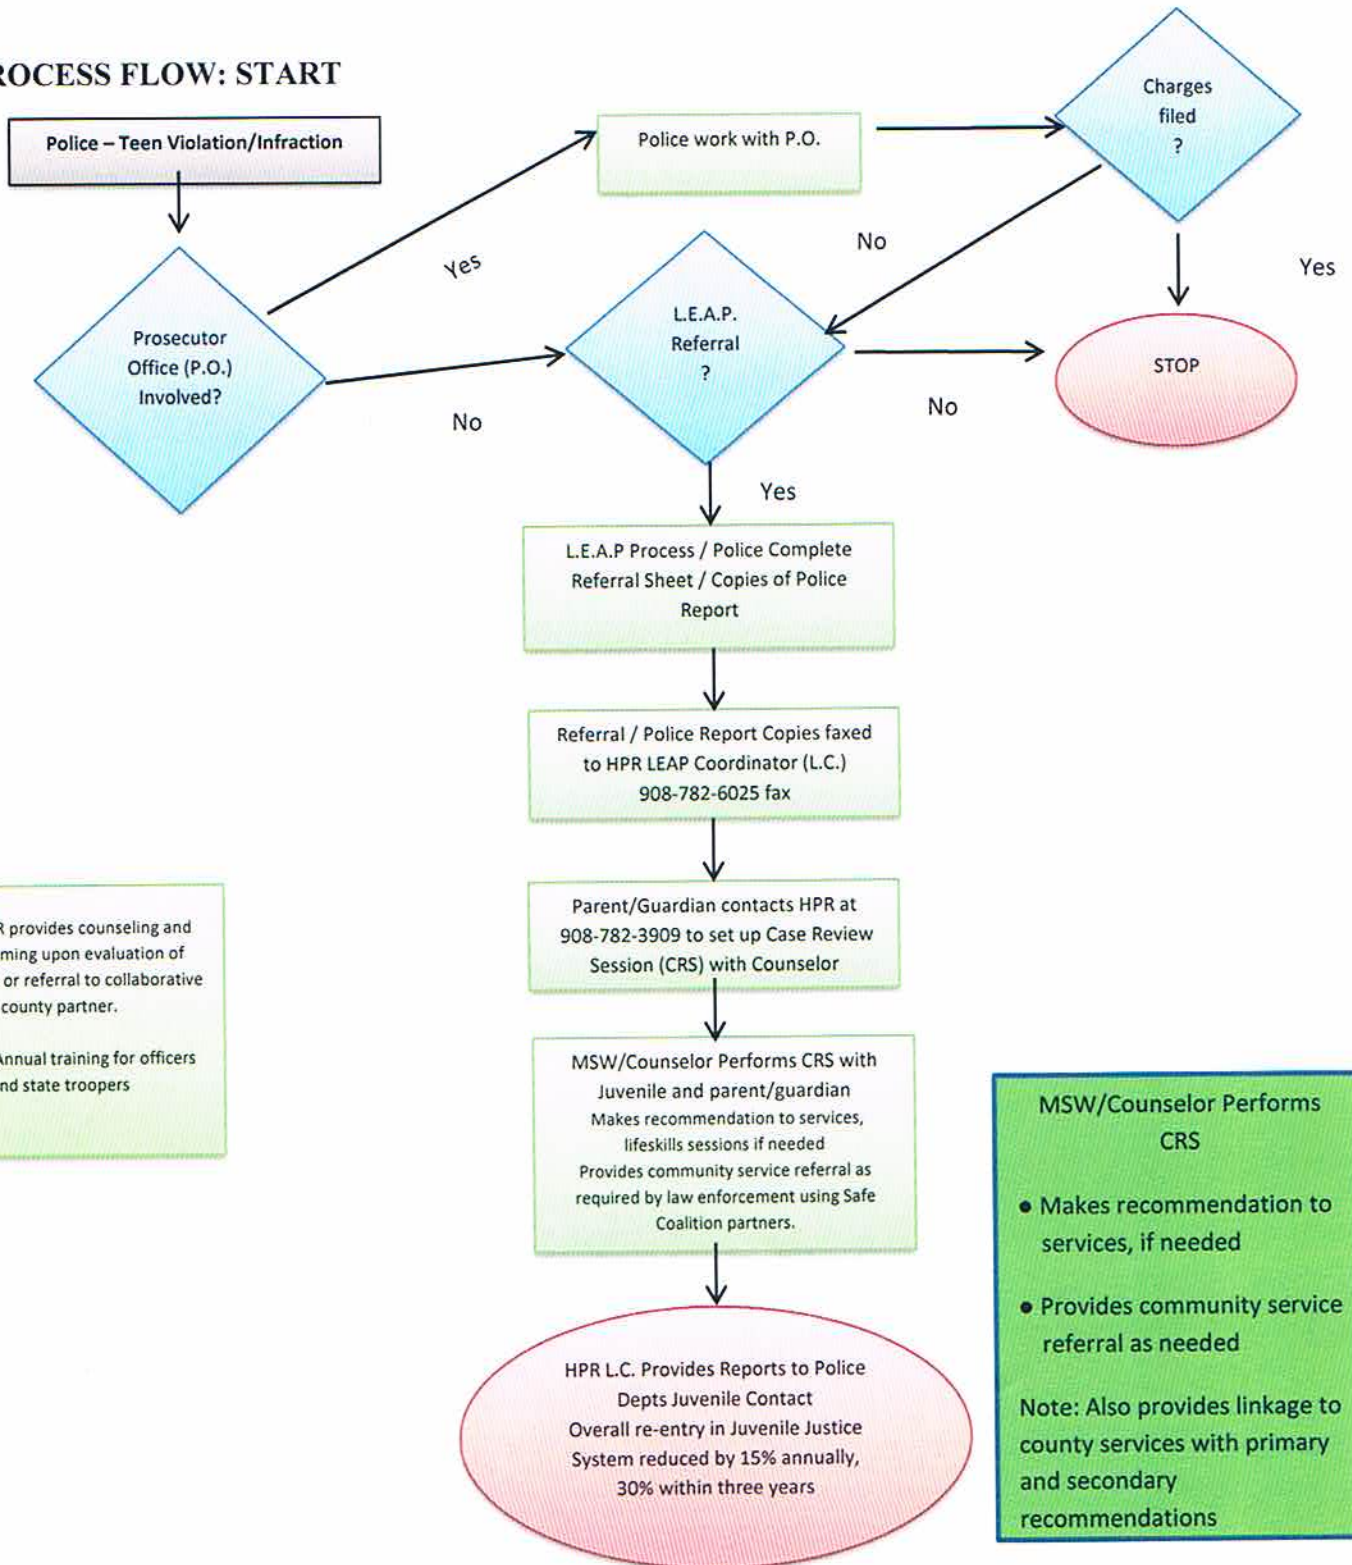 ROCESS FLOW: START
Police – Teen Violation/Infraction
Police work with P.O.
Charges
filed
?
Yes
No
Yes
Prosecutor
Office (P.O.)
Involved?
L.E.A.P.
Referral
?
STOP
No
No
Yes
L.E.A.P Process / Police Complete
Referral Sheet / Copies of Police
Report
Referral / Police Report Copies faxed
to HPR LEAP Coordinator (L.C.)
908-782-6025 fax
Parent/Guardian contacts HPR at
908-782-3909 to set up Case Review
Session (CRS) with Counselor
R provides counseling and
ming upon evaluation of
or referral to collaborative
county partner.
Annual training for officers
nd state troopers
MSW/Counselor Performs CRS with
Juvenile and parent/guardian
Makes recommendation to services,
lifeskills sessions if needed
Provides community service referral as
required by law enforcement using Safe
Coalition partners.
MSW/Counselor Performs
CRS
• Makes recommendation to
services, if needed
• Provides community service
referral as needed
Note: Also provides linkage to
county services with primary
and secondary
recommendations
HPR L.C. Provides Reports to Police
Depts Juvenile Contact
Overall re-entry in Juvenile Justice
System reduced by 15% annually,
30% within three years